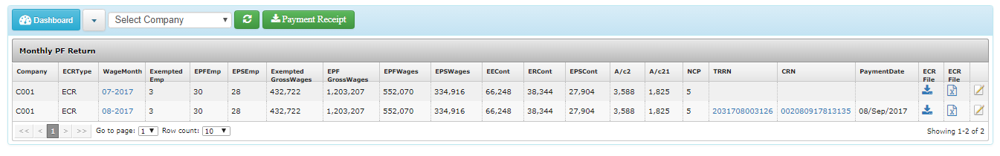 Dashboard Select Company Payment Receipt
Monthly PF Return
Company ECRType WageMonth Exempted Emp EPFEmp EPSEmp Exempted GrossWages EPF GrossWages EPFWages EPSWages EECont ERCont EPSCont A/c2 A/c21 NCP TRRN CRN PaymentDate ECR File ECR File
C001 ECR 07-2017 3 30 28 432,722 1,203,207 552,070 334,916 66,248 38,344 27,904 3,588 1,825 5
C001 ECR 08-2017 3 30 28 432,722 1,203,207 552,070 334,916 66,248 38,344 27,904 3,588 1,825 5 2031708003126 002080917813135 08/Sep/2017
<< < 1 > >> Go to page: 1 Row count: 10 Showing 1-2 of 2